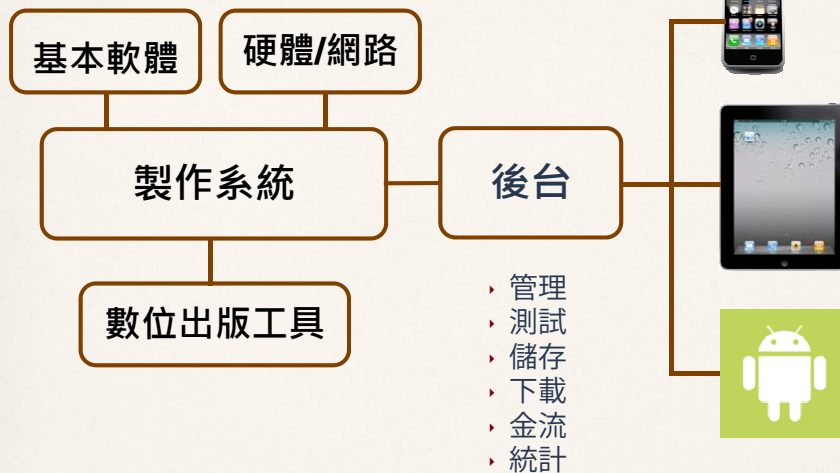 基本軟體
硬體/網路
製作系統
後台
數位出版工具
管理
測試
儲存
下載
金流
統計